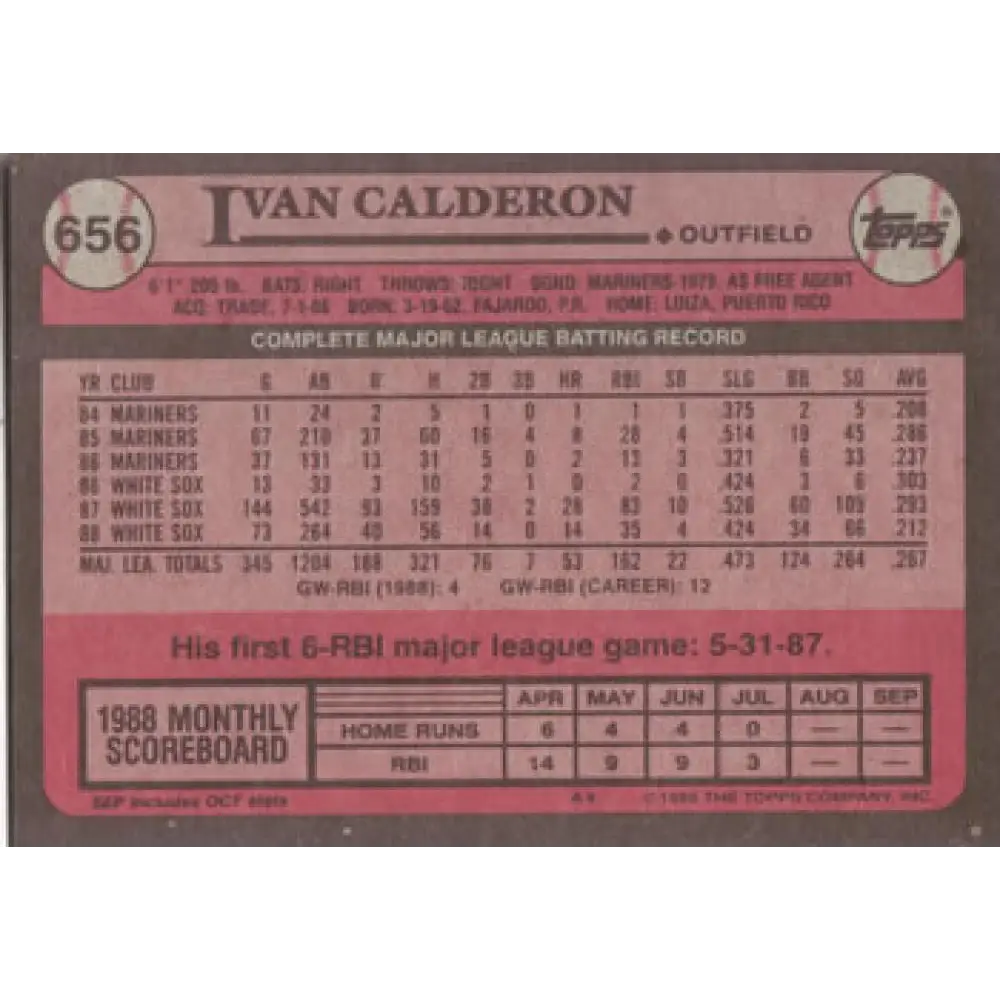 656
IVAN CALDERON
◆ OUTFIELD
TOPPS®
6'1" 205 lb. BATS: RIGHT THROWS: RIGHT SGND: MARINERS-1979, AS FREE AGENT
ACQ: TRADE, 7-1-86 BORN: 3-19-62, FAJARDO, P.R. HOME: LOIZA, PUERTO RICO
COMPLETE MAJOR LEAGUE BATTING RECORD
YR CLUB G AB R H 2B 3B HR RBI SB SLG BB SO AVG
84 MARINERS 11 24 2 5 1 0 1 1 1 .375 2 5 .208
85 MARINERS 67 210 37 60 16 4 8 28 4 .514 19 45 .286
86 MARINERS 37 131 13 31 5 0 2 13 3 .321 6 33 .237
86 WHITE SOX 13 33 3 10 2 1 0 2 0 .424 3 6 .303
87 WHITE SOX 144 542 93 159 38 2 28 83 10 .526 60 109 .293
88 WHITE SOX 73 264 40 56 14 0 14 35 4 .424 34 66 .212
MAJ. LEA. TOTALS 345 1204 188 321 76 7 53 162 22 .473 124 264 .267
GW-RBI (1988): 4 GW-RBI (CAREER): 12
His first 6-RBI major league game: 5-31-87.
1988 MONTHLY
SCOREBOARD
APR MAY JUN JUL AUG SEP
HOME RUNS 6 4 4 0 — —
RBI 14 9 9 3 — —
SEP includes OCT stats
© 1989 THE TOPPS COMPANY, INC.